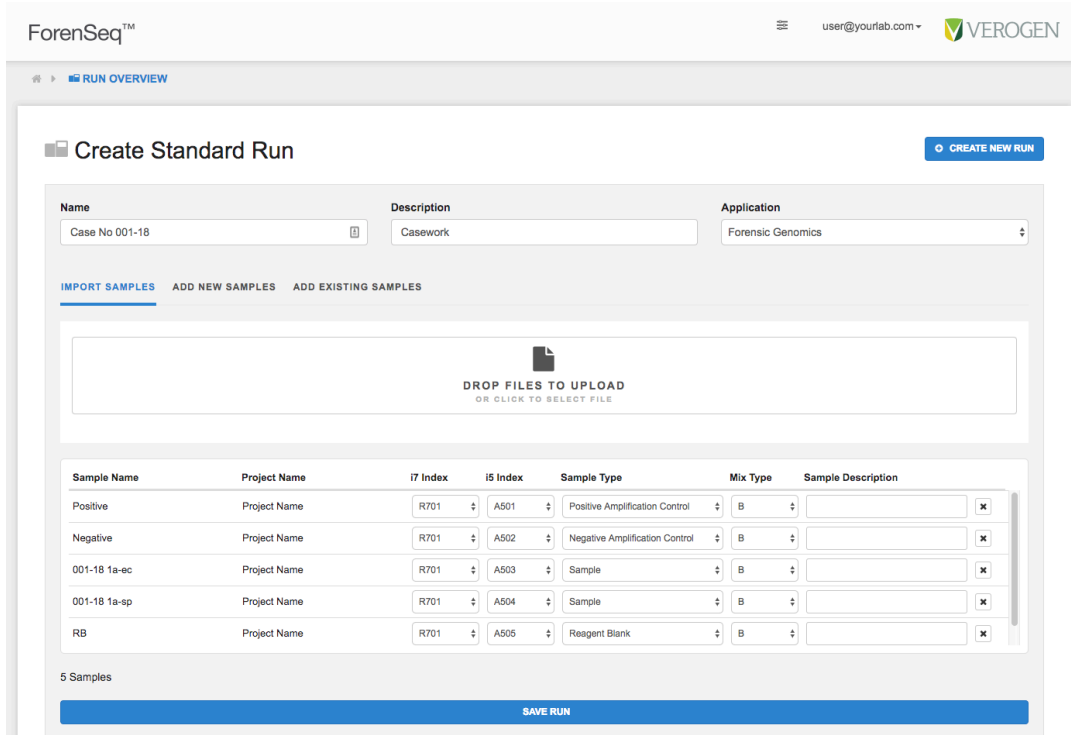 ForenSeq™
user@yourlab.com
VEROGEN
RUN OVERVIEW
Create Standard Run
CREATE NEW RUN
Name Description Application
Case No 001-18 Casework Forensic Genomics
IMPORT SAMPLES ADD NEW SAMPLES ADD EXISTING SAMPLES
DROP FILES TO UPLOAD
OR CLICK TO SELECT FILE
Sample Name Project Name i7 Index i5 Index Sample Type Mix Type Sample Description
Positive Project Name R701 A501 Positive Amplification Control B
Negative Project Name R701 A502 Negative Amplification Control B
001-18 1a-ec Project Name R701 A503 Sample B
001-18 1a-sp Project Name R701 A504 Sample B
RB Project Name R701 A505 Reagent Blank B
5 Samples
SAVE RUN